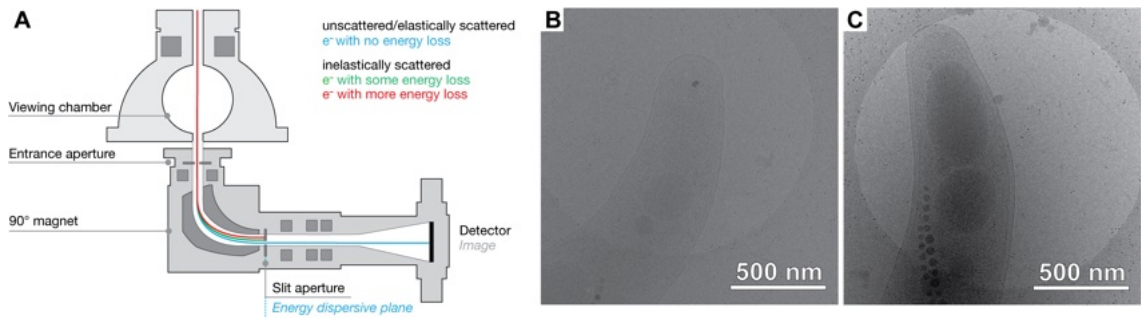 A
unscattered/elastically scattered
e⁻ with no energy loss
inelastically scattered
e⁻ with some energy loss
e⁻ with more energy loss
Viewing chamber
Entrance aperture
90° magnet
Detector
Image
Slit aperture
Energy dispersive plane
B
500 nm
C
500 nm